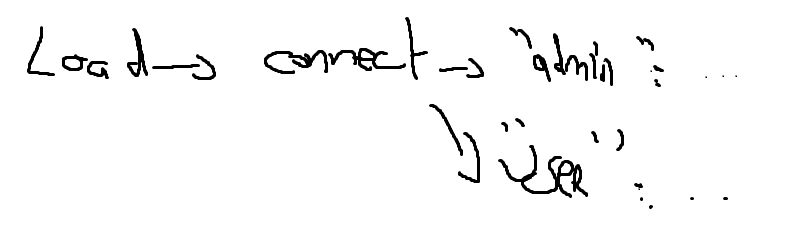 Load → connect → "admin": ...
↘ "User": ...